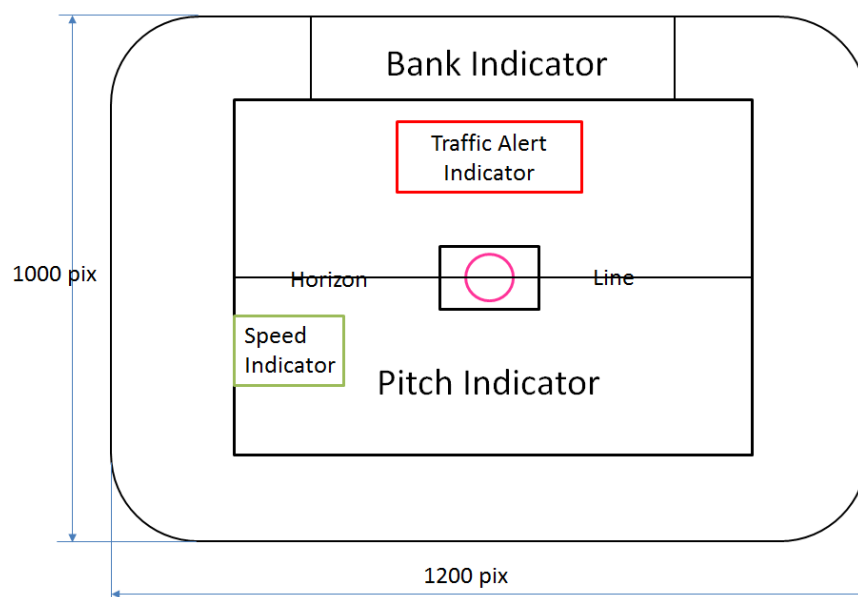 Bank Indicator
Traffic Alert
Indicator
1000 pix
Horizon
Line
Speed
Indicator
Pitch Indicator
1200 pix